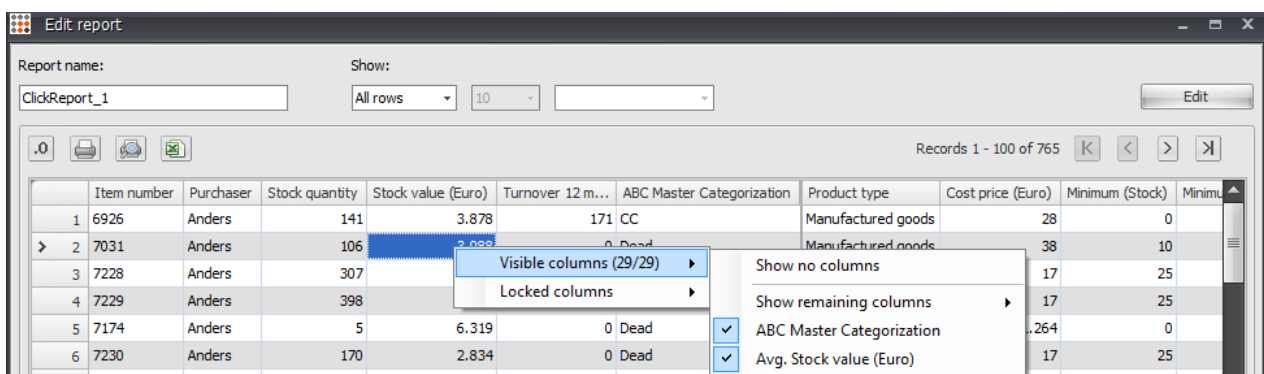 Edit report
Report name: Show:
ClickReport_1 All rows 10 Edit
.0 Records 1 - 100 of 765
Item number Purchaser Stock quantity Stock value (Euro) Turnover 12 m... ABC Master Categorization Product type Cost price (Euro) Minimum (Stock) Minimu
1 6926 Anders 141 3.878 171 CC Manufactured goods 28 0
2 7031 Anders 106 3.088 0 Dead Manufactured goods 38 10
Visible columns (29/29) Show no columns
3 7228 Anders 307 17 25
Locked columns
4 7229 Anders 398 Show remaining columns 17 25
5 7174 Anders 5 6.319 0 Dead ABC Master Categorization .264 0
6 7230 Anders 170 2.834 0 Dead Avg. Stock value (Euro) 17 25